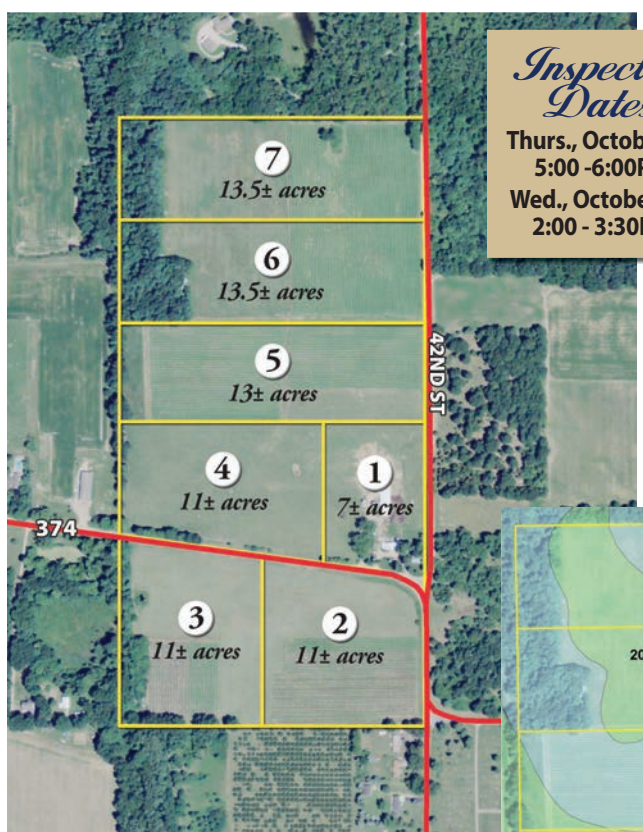 Inspect
Dates
Thurs., Octob
5:00 -6:00P
Wed., Octobe
2:00 - 3:30
7
13.5± acres
6
13.5± acres
5
13± acres
42ND ST
4
11± acres
1
7± acres
374
3
11± acres
2
11± acres
20